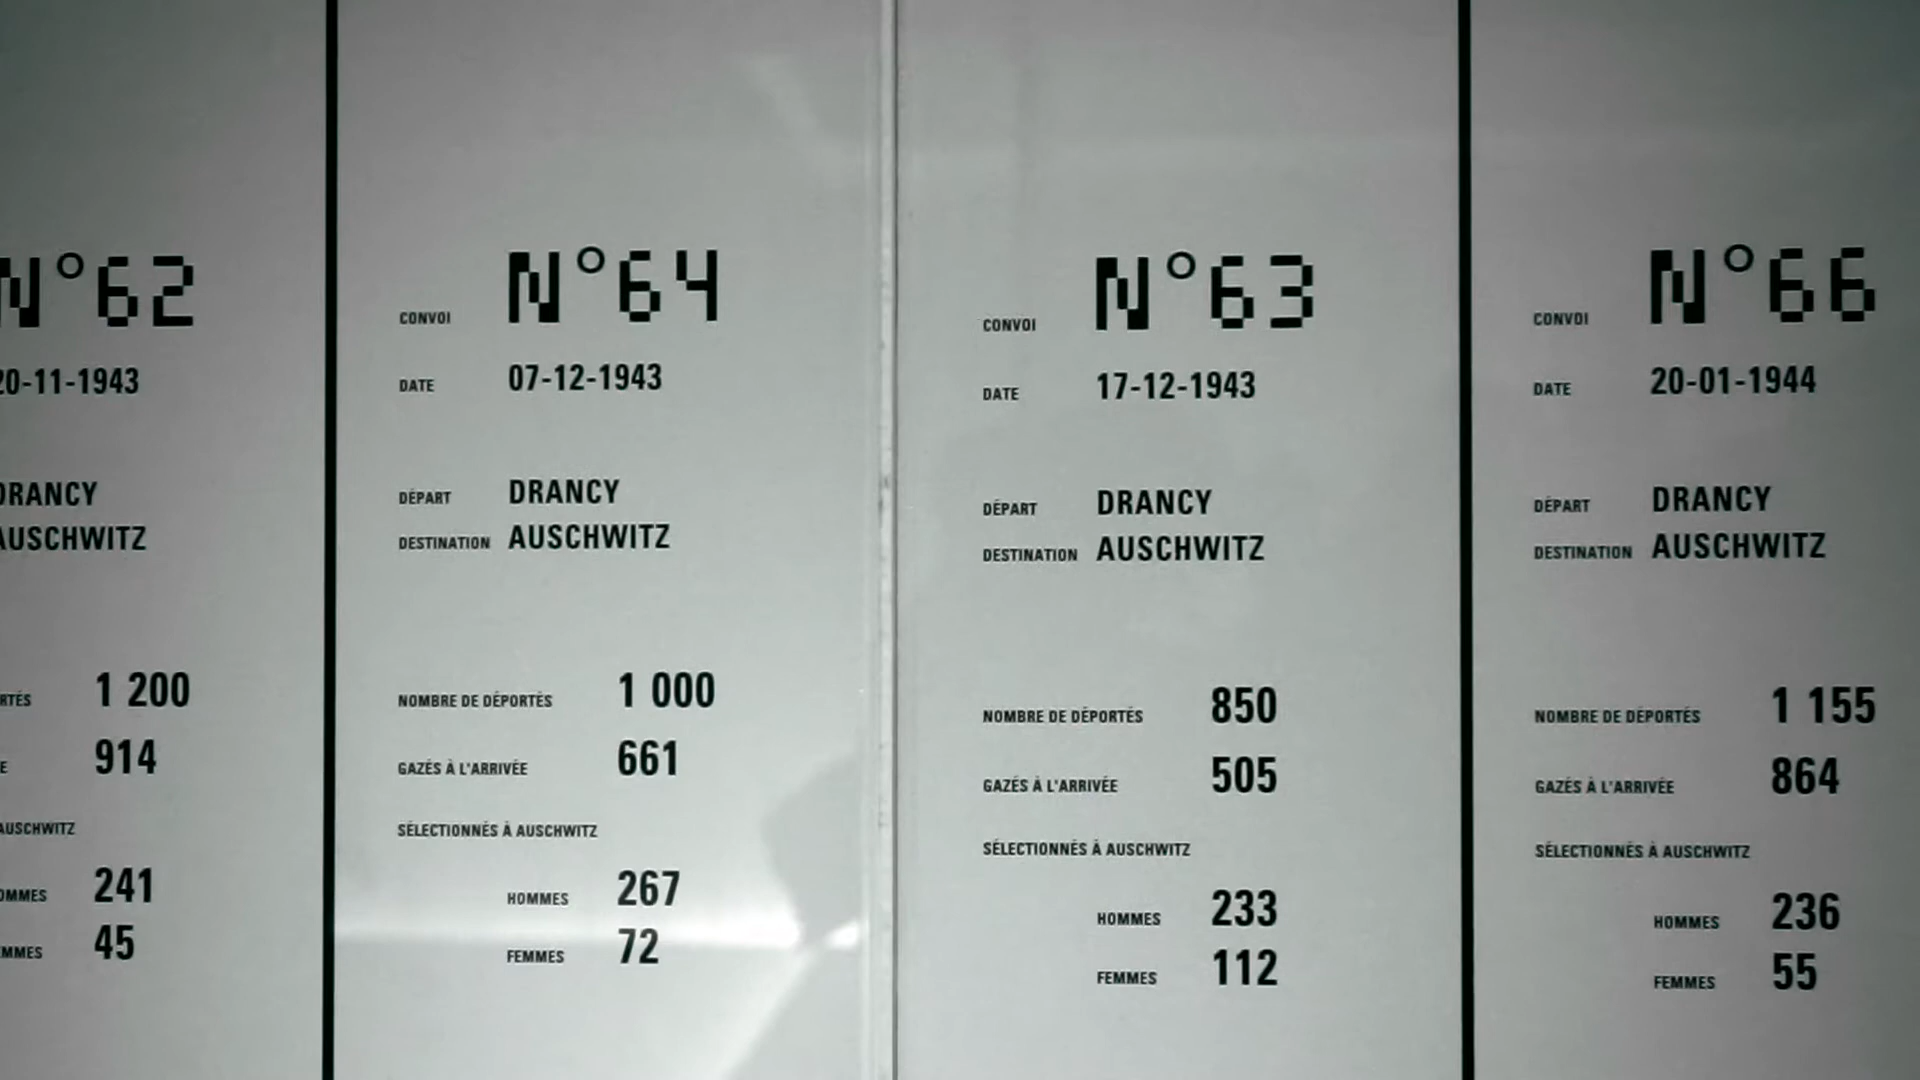 N°62
20-11-1943
DRANCY
AUSCHWITZ
1 200
914
AUSCHWITZ
241
45
CONVOI N°64
DATE 07-12-1943
DÉPART DRANCY
DESTINATION AUSCHWITZ
NOMBRE DE DÉPORTÉS 1 000
GAZÉS À L'ARRIVÉE 661
SÉLECTIONNÉS À AUSCHWITZ
HOMMES 267
FEMMES 72
CONVOI N°63
DATE 17-12-1943
DÉPART DRANCY
DESTINATION AUSCHWITZ
NOMBRE DE DÉPORTÉS 850
GAZÉS À L'ARRIVÉE 505
SÉLECTIONNÉS À AUSCHWITZ
HOMMES 233
FEMMES 112
CONVOI N°66
DATE 20-01-1944
DÉPART DRANCY
DESTINATION AUSCHWITZ
NOMBRE DE DÉPORTÉS 1 155
GAZÉS À L'ARRIVÉE 864
SÉLECTIONNÉS À AUSCHWITZ
HOMMES 236
FEMMES 55